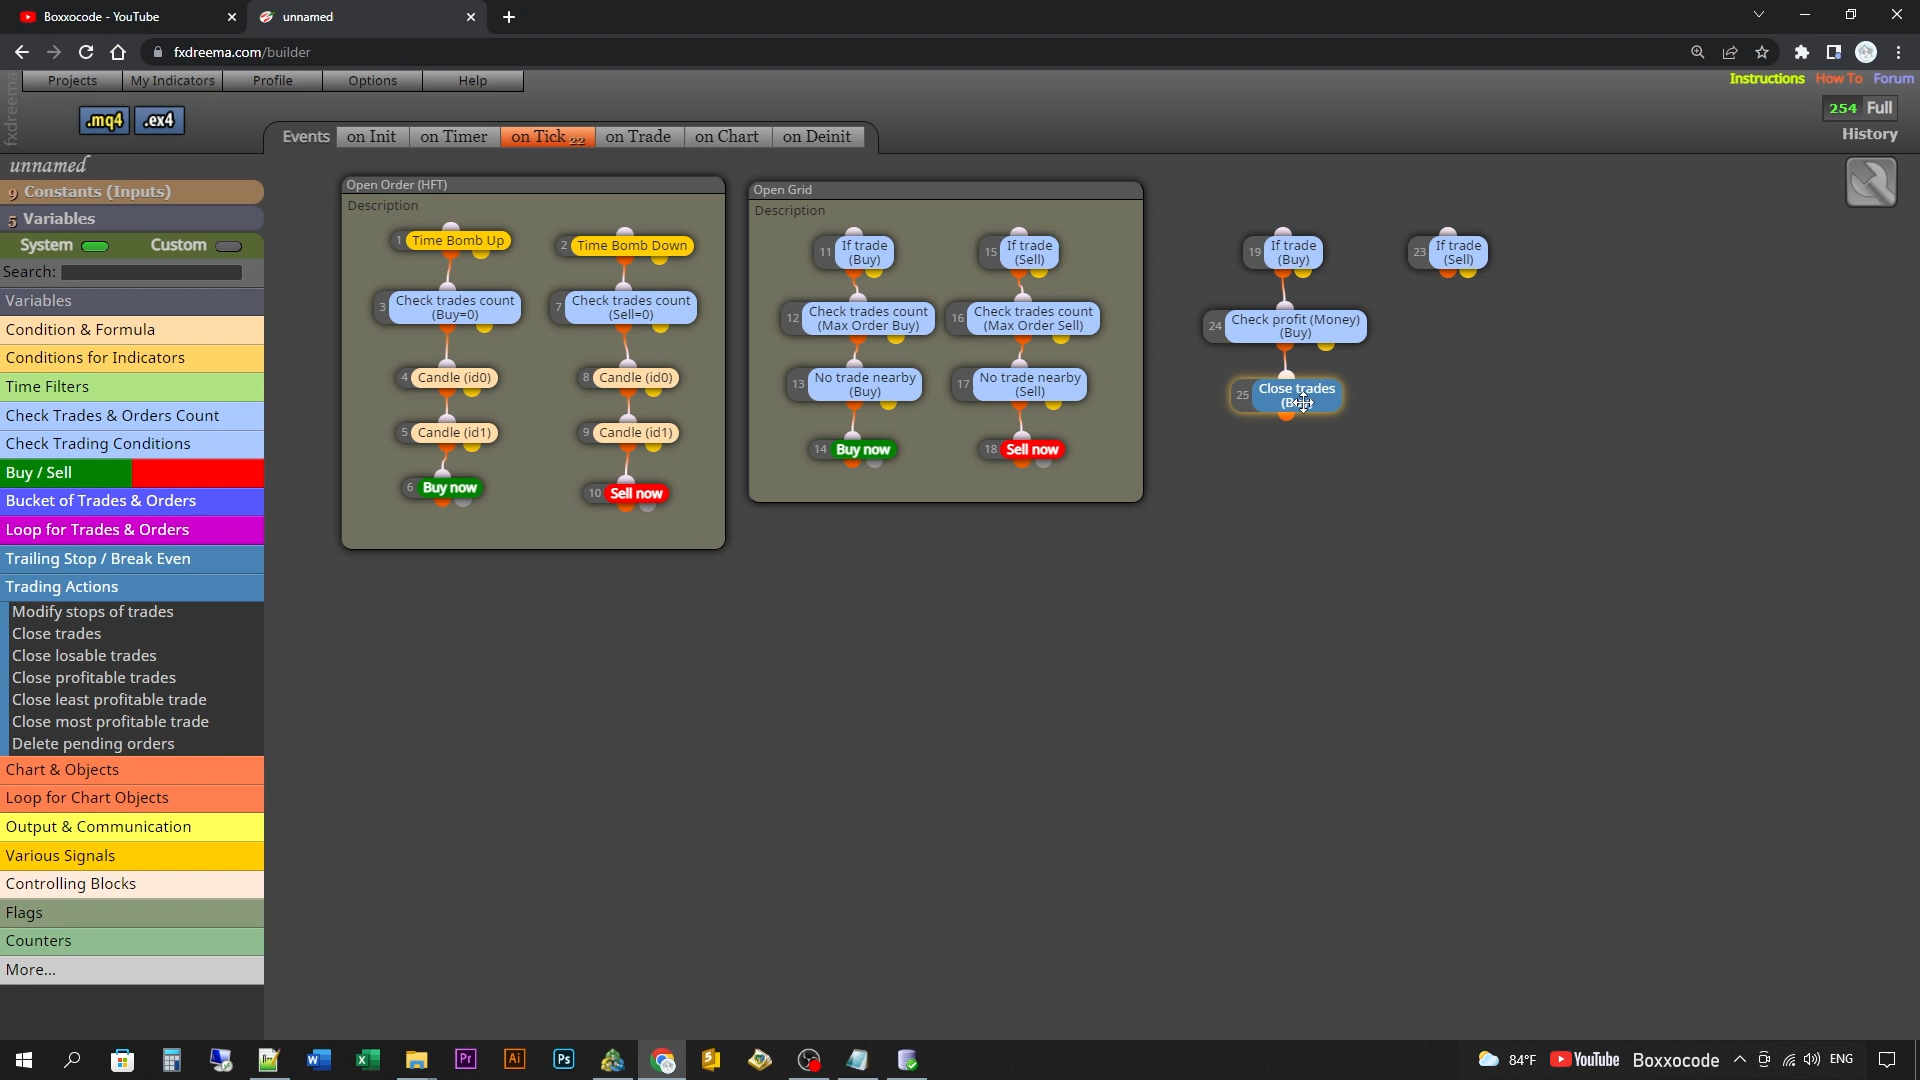 Boxxocode - YouTube
unnamed
fxdreema.com/builder
Projects
My Indicators
Profile
Options
Help
Instructions
How To
Forum
fxdreema
.mq4
.ex4
254 Full
History
Events
on Init
on Timer
on Tick 22
on Trade
on Chart
on Deinit
unnamed
9 Constants (Inputs)
5 Variables
System
Custom
Search:
Variables
Condition & Formula
Conditions for Indicators
Time Filters
Check Trades & Orders Count
Check Trading Conditions
Buy / Sell
Bucket of Trades & Orders
Loop for Trades & Orders
Trailing Stop / Break Even
Trading Actions
Modify stops of trades
Close trades
Close losable trades
Close profitable trades
Close least profitable trade
Close most profitable trade
Delete pending orders
Chart & Objects
Loop for Chart Objects
Output & Communication
Various Signals
Controlling Blocks
Flags
Counters
More...
Open Order (HFT)
Description
1 Time Bomb Up
2 Time Bomb Down
3 Check trades count
(Buy=0)
7 Check trades count
(Sell=0)
4 Candle (id0)
8 Candle (id0)
5 Candle (id1)
9 Candle (id1)
6 Buy now
10 Sell now
Open Grid
Description
11 If trade
(Buy)
15 If trade
(Sell)
12 Check trades count
(Max Order Buy)
16 Check trades count
(Max Order Sell)
13 No trade nearby
(Buy)
17 No trade nearby
(Sell)
14 Buy now
18 Sell now
19 If trade
(Buy)
23 If trade
(Sell)
24 Check profit (Money)
(Buy)
25 Close trades
84°F
YouTube
Boxxocode
ENG